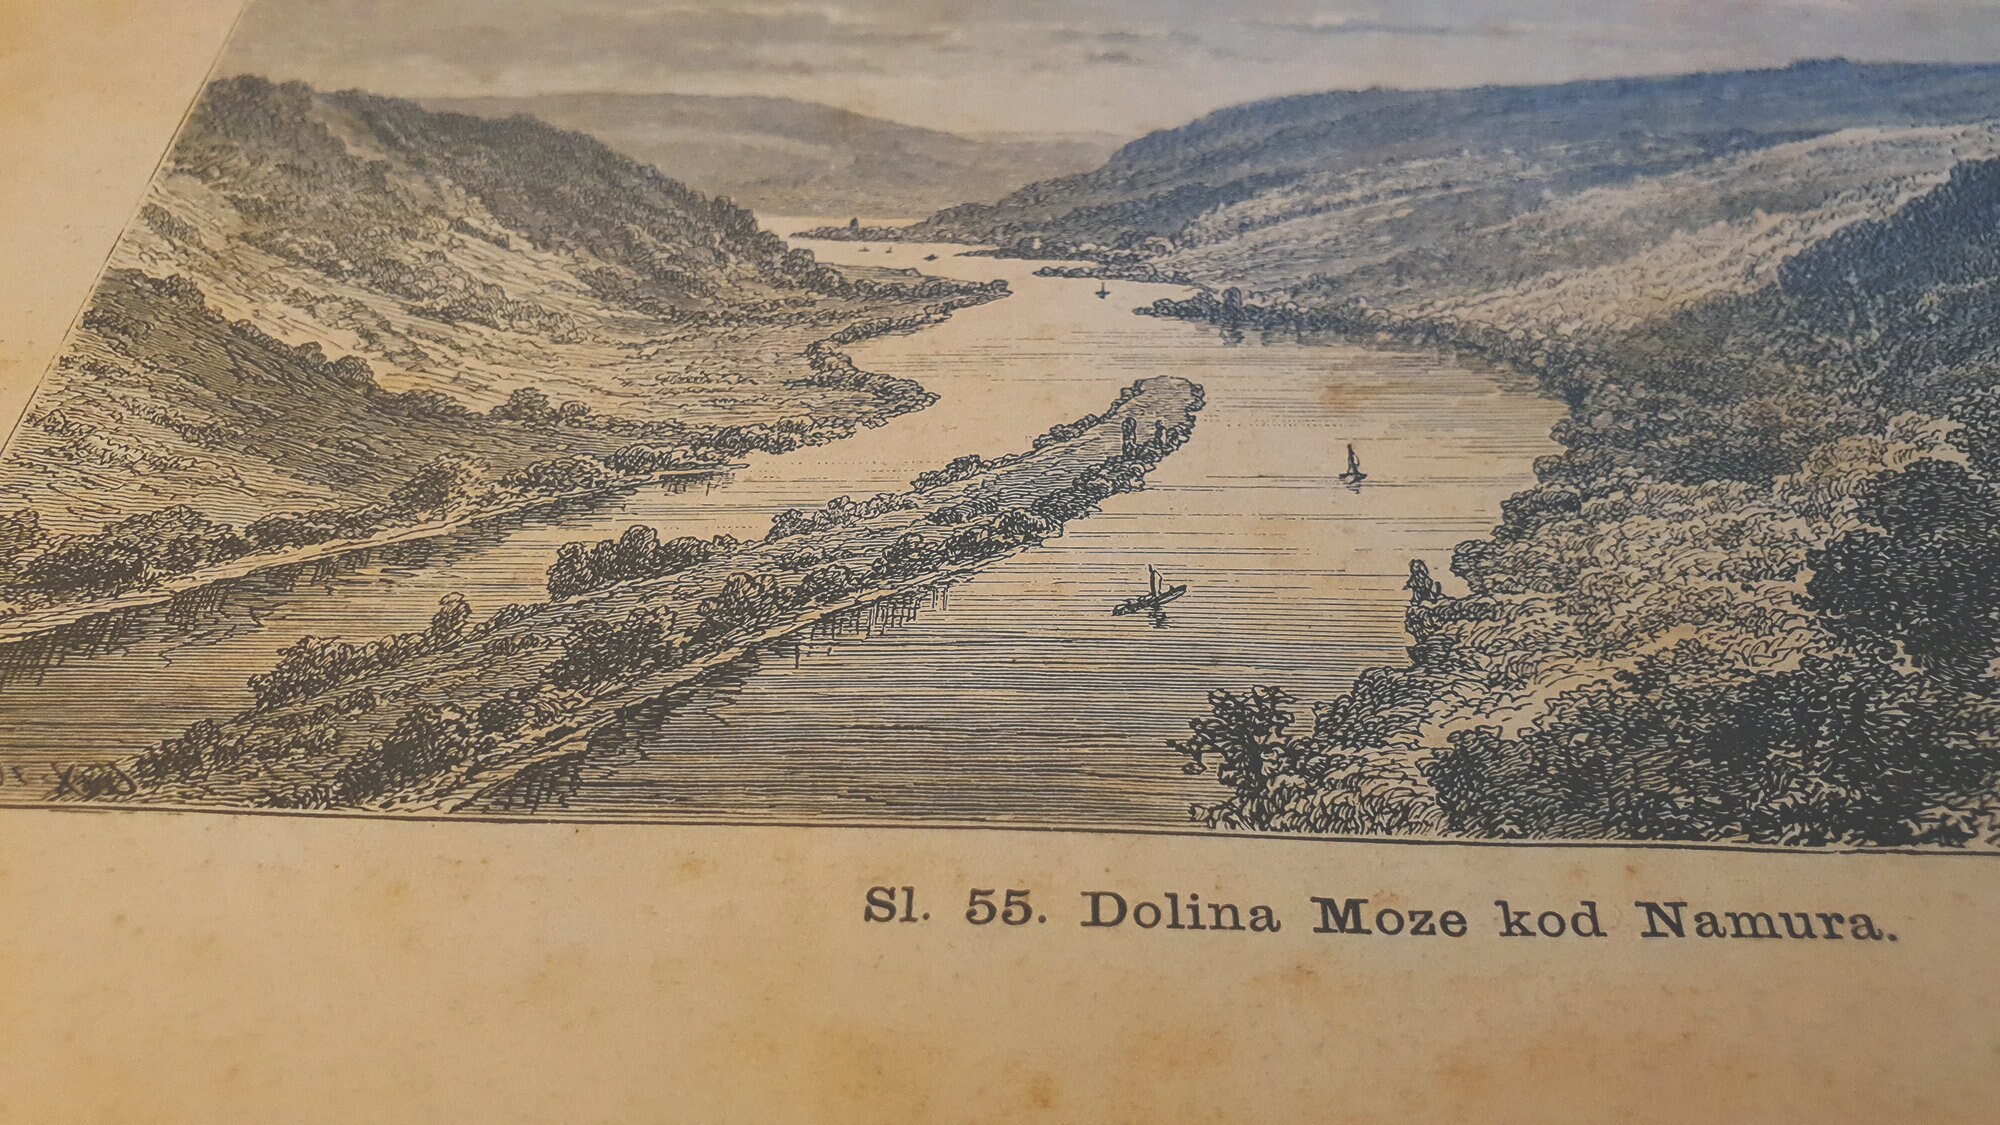 Sl. 55. Dolina Moze kod Namura.